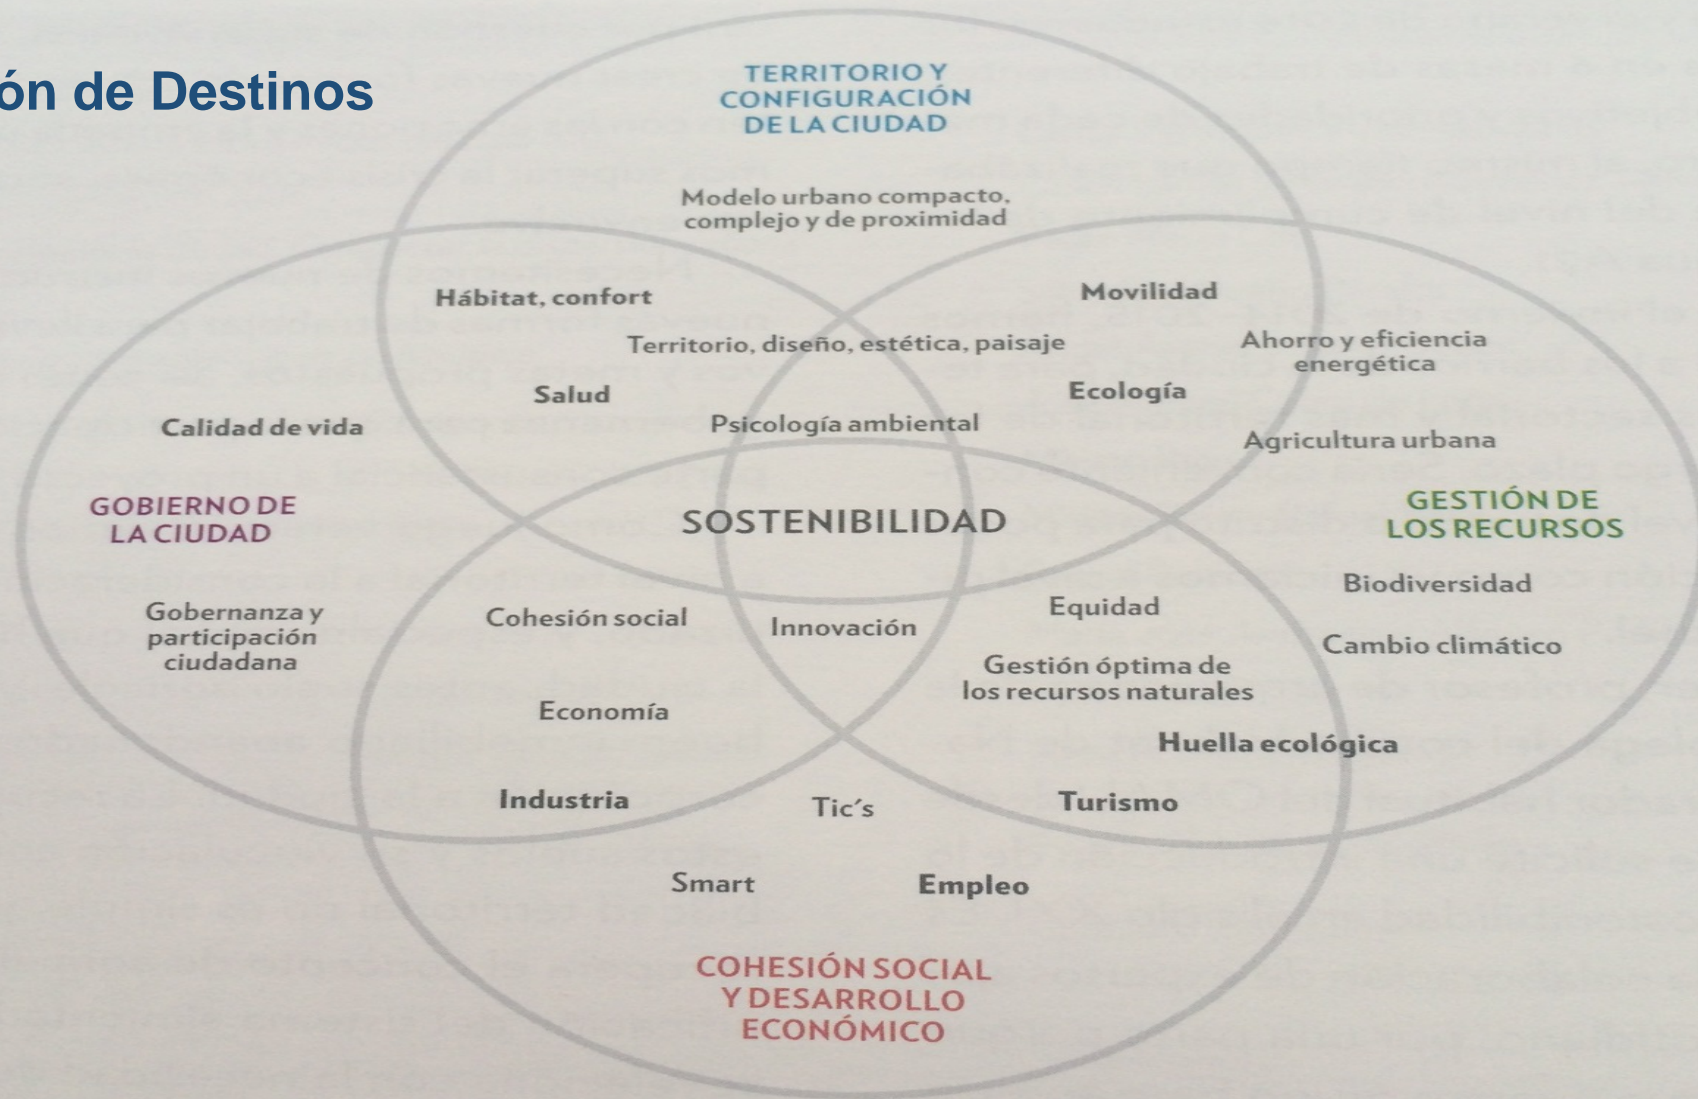 ón de Destinos
TERRITORIO Y
CONFIGURACIÓN
DE LA CIUDAD
Modelo urbano compacto,
complejo y de proximidad
Hábitat, confort
Movilidad
Territorio, diseño, estética, paisaje
Ahorro y eficiencia
energética
Salud
Ecología
Calidad de vida
Psicología ambiental
Agricultura urbana
GOBIERNO DE
LA CIUDAD
SOSTENIBILIDAD
GESTIÓN DE
LOS RECURSOS
Biodiversidad
Gobernanza y
participación
ciudadana
Cohesión social
Innovación
Equidad
Cambio climático
Gestión óptima de
los recursos naturales
Economía
Huella ecológica
Industria
Tic's
Turismo
Smart
Empleo
COHESIÓN SOCIAL
Y DESARROLLO
ECONÓMICO